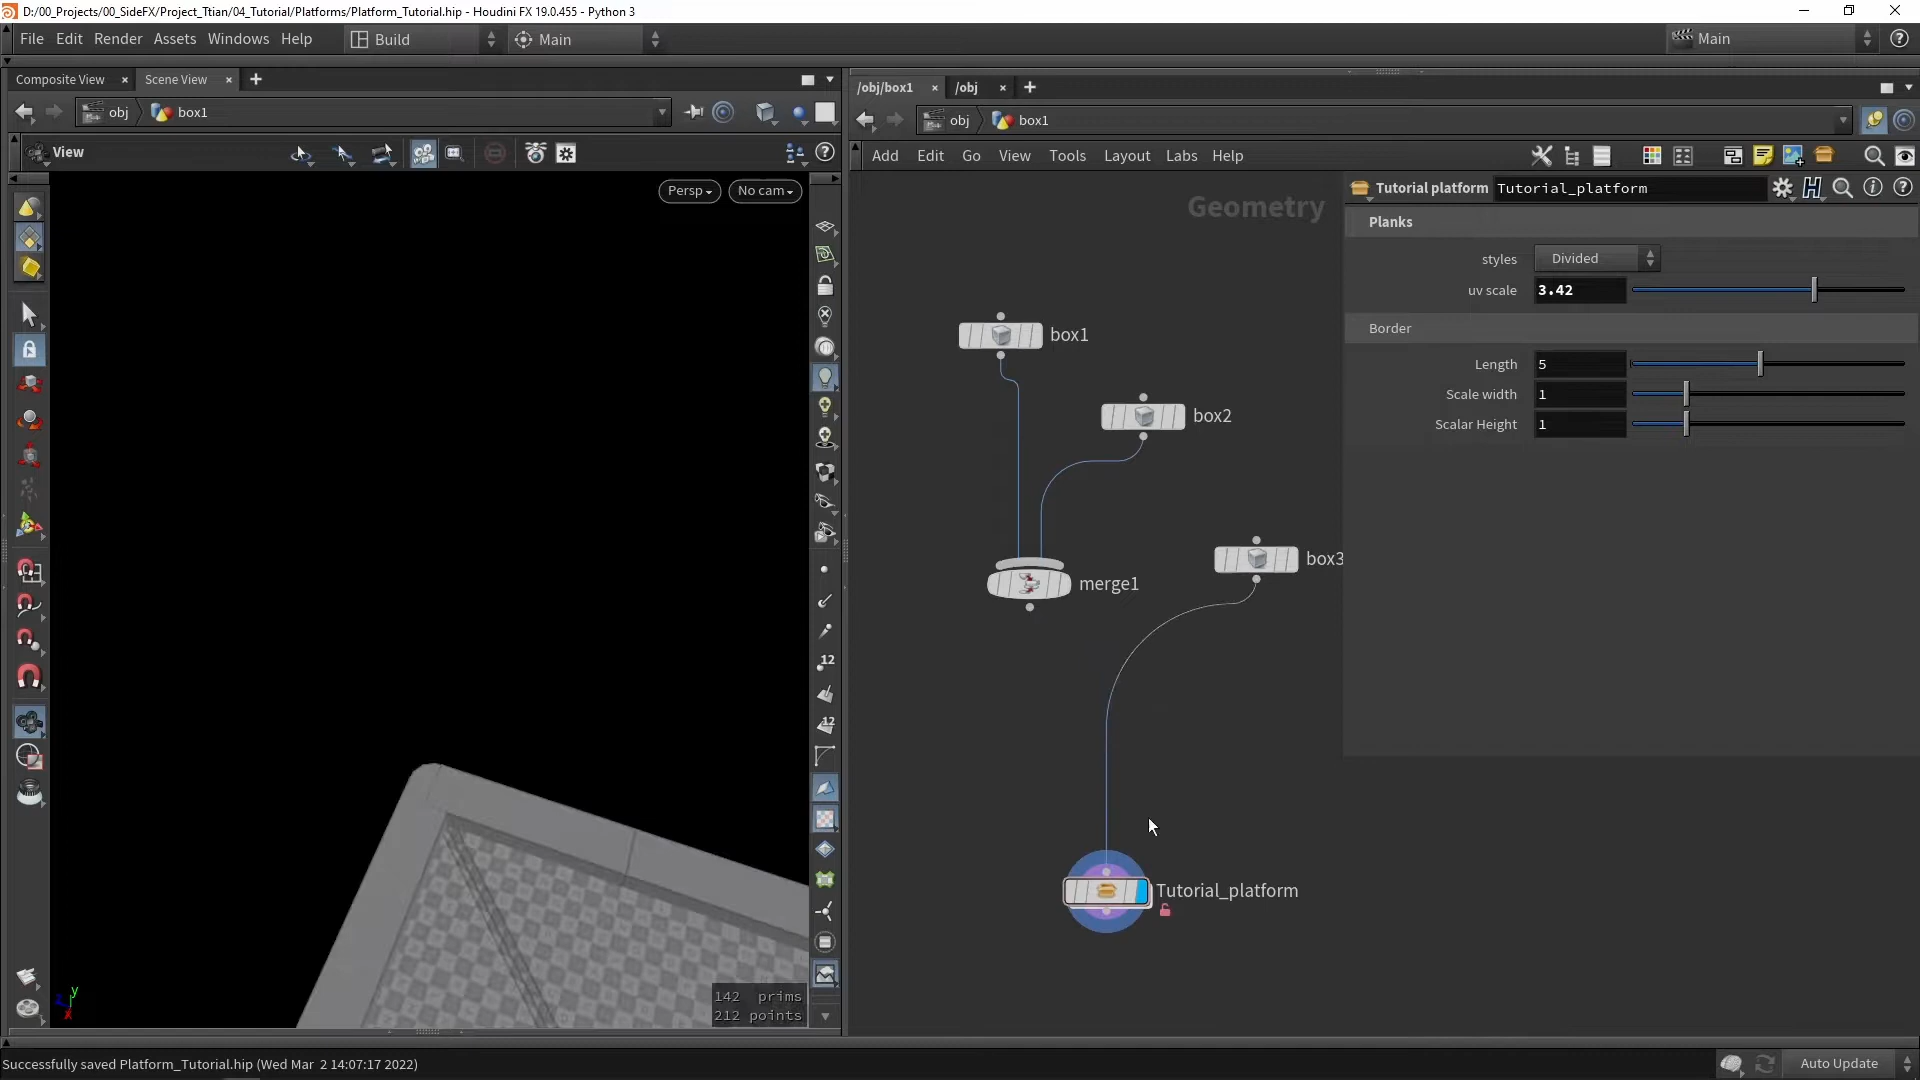 D:/00_Projects/00_SideFX/Project_Ttian/04_Tutorial/Platforms/Platform_Tutorial.hip - Houdini FX 19.0.455 - Python 3
File Edit Render Assets Windows Help Build Main Main
Composite View Scene View
obj box1
View
Persp No cam
12
12
142 prims
212 points
y
z
x
/obj/box1 /obj
obj box1
Add Edit Go View Tools Layout Labs Help
Geometry
box1
box2
box3
merge1
Tutorial_platform
Tutorial platform Tutorial_platform
Planks
styles Divided
uv scale 3.42
Border
Length 5
Scale width 1
Scalar Height 1
Successfully saved Platform_Tutorial.hip (Wed Mar 2 14:07:17 2022)
Auto Update